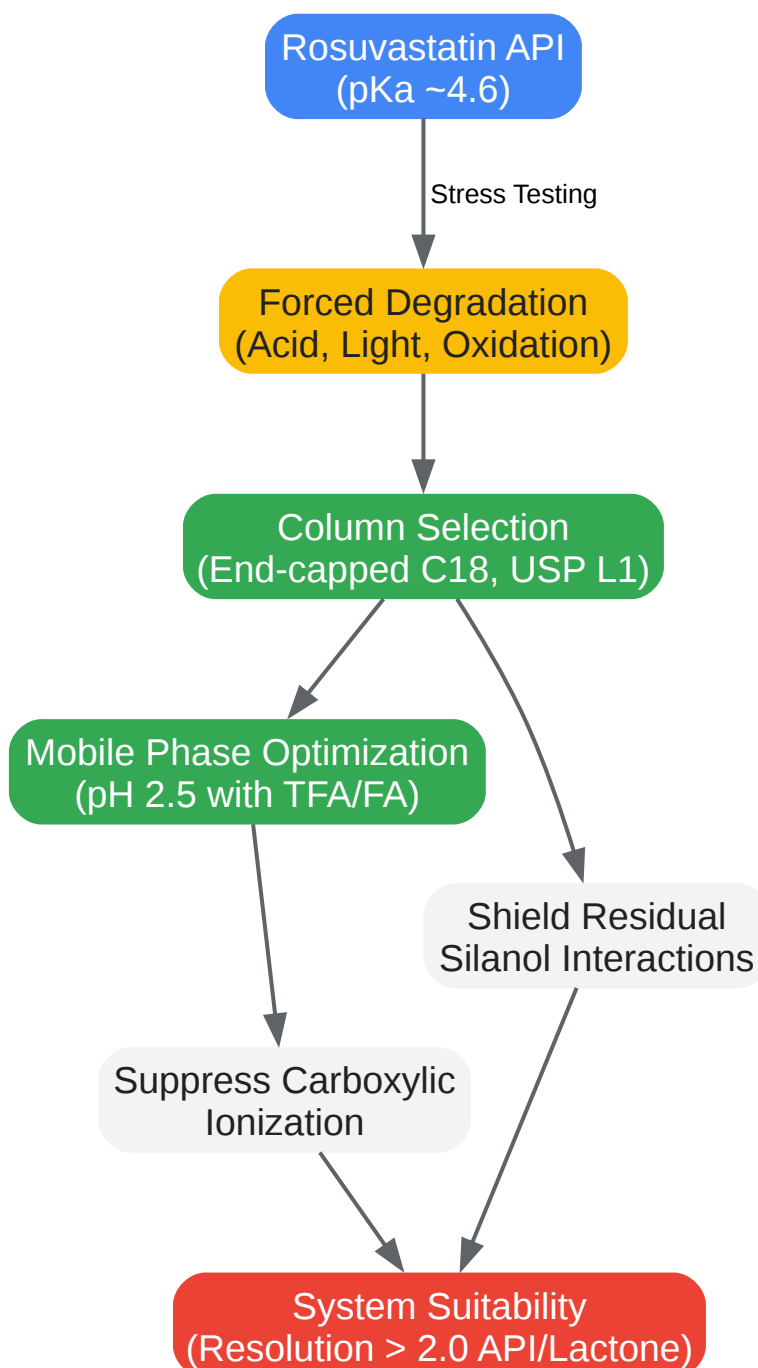 Rosuvastatin API
(pKa ~4.6)
Stress Testing
Forced Degradation
(Acid, Light, Oxidation)
Column Selection
(End-capped C18, USP L1)
Mobile Phase Optimization
(pH 2.5 with TFA/FA)
Shield Residual
Silanol Interactions
Suppress Carboxylic
Ionization
System Suitability
(Resolution > 2.0 API/Lactone)